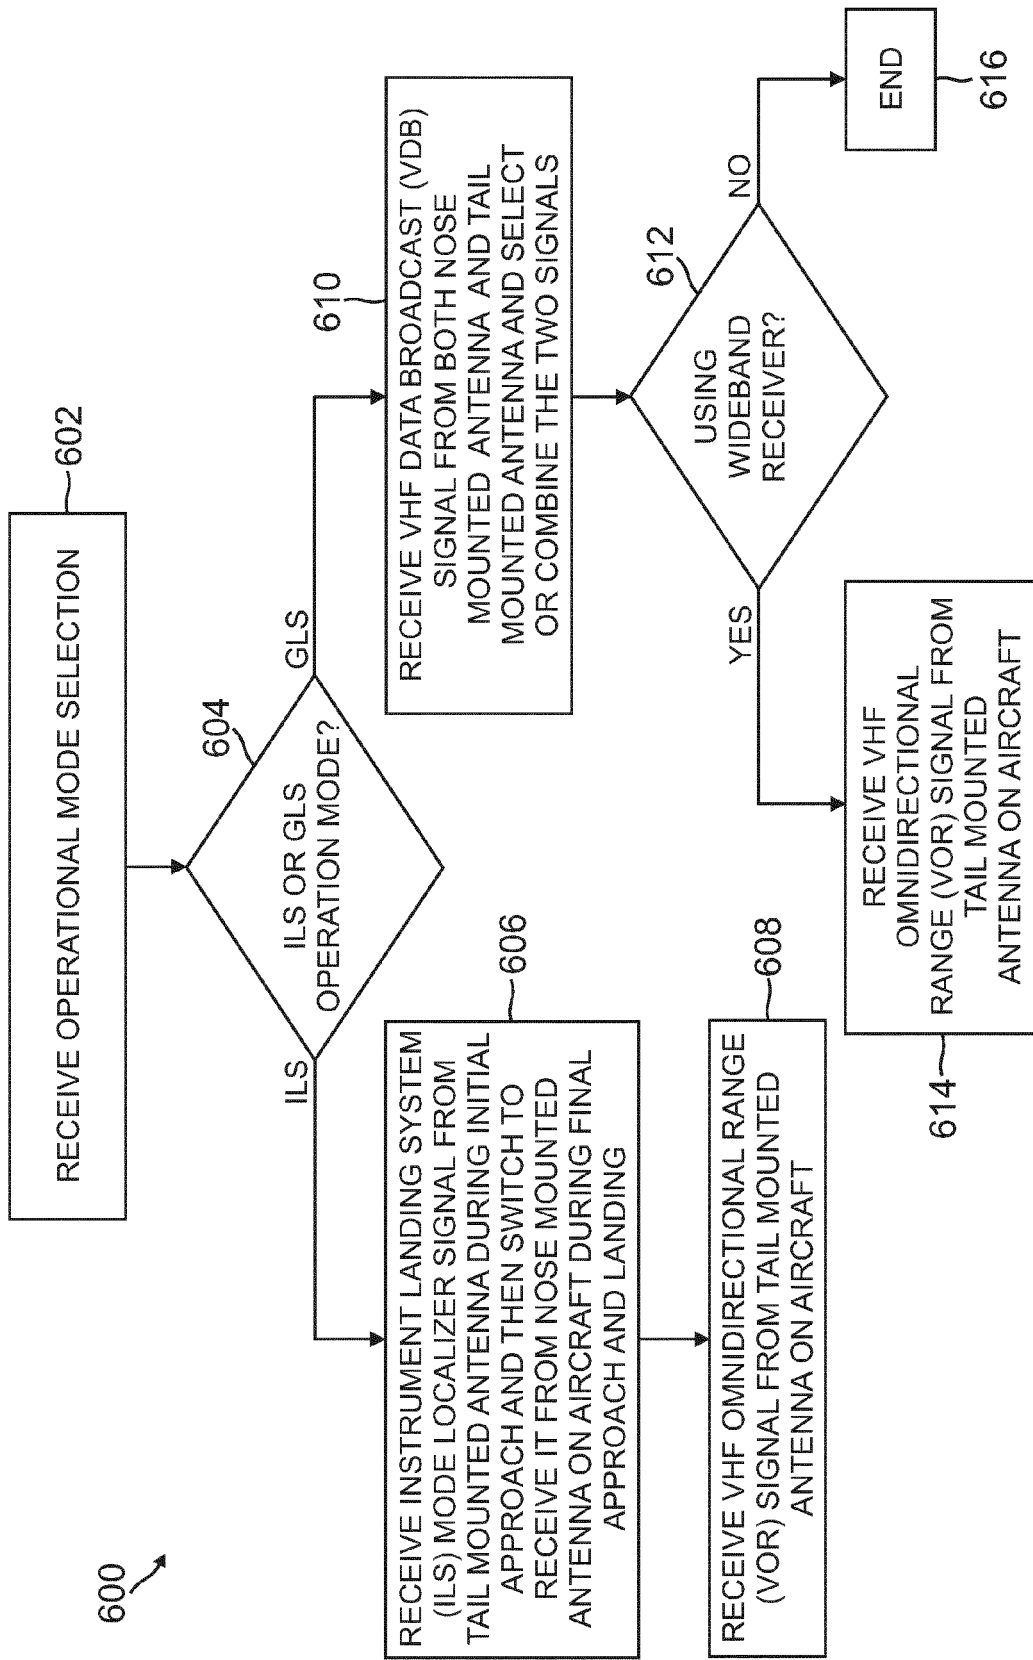 600
602
RECEIVE OPERATIONAL MODE SELECTION
604
ILS OR GLS
OPERATION MODE?
ILS
GLS
606
RECEIVE INSTRUMENT LANDING SYSTEM
(ILS) MODE LOCALIZER SIGNAL FROM
TAIL MOUNTED ANTENNA DURING INITIAL
APPROACH AND THEN SWITCH TO
RECEIVE IT FROM NOSE MOUNTED
ANTENNA ON AIRCRAFT DURING FINAL
APPROACH AND LANDING
608
RECEIVE VHF OMNIDIRECTIONAL RANGE
(VOR) SIGNAL FROM TAIL MOUNTED
ANTENNA ON AIRCRAFT
610
RECEIVE VHF DATA BROADCAST (VDB)
SIGNAL FROM BOTH NOSE
MOUNTED ANTENNA AND TAIL
MOUNTED ANTENNA AND SELECT
OR COMBINE THE TWO SIGNALS
612
USING
WIDEBAND
RECEIVER?
YES
NO
614
RECEIVE VHF
OMNIDIRECTIONAL
RANGE (VOR) SIGNAL FROM
TAIL MOUNTED
ANTENNA ON AIRCRAFT
END
616